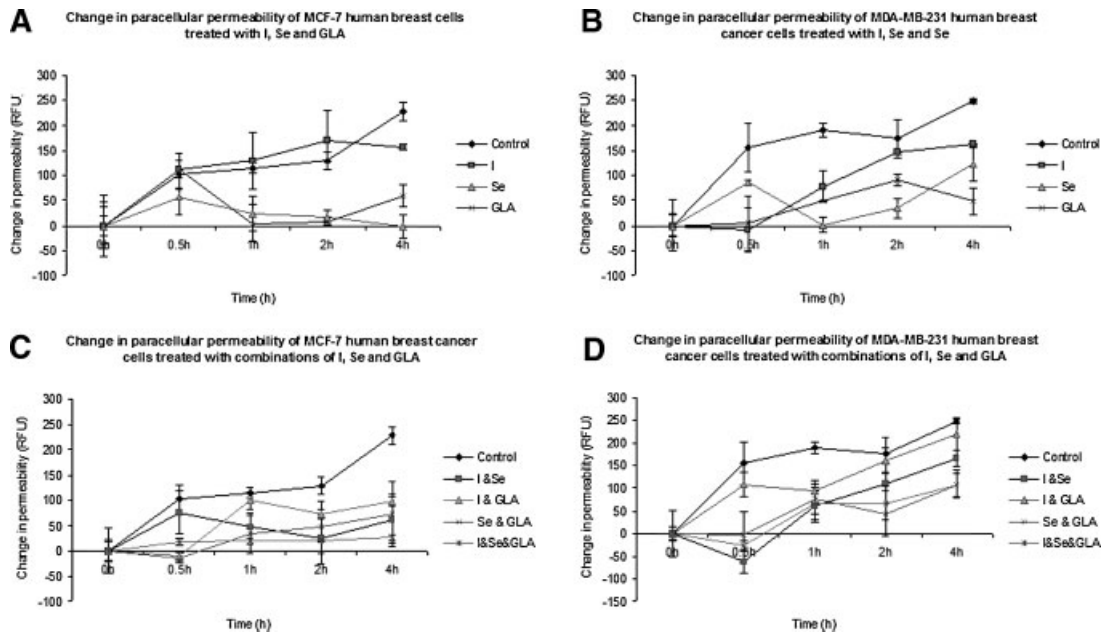 A
Change in paracellular permeability of MCF-7 human breast cells
treated with I, Se and GLA
Change in permeability (RFU)
300
250
200
150
100
50
0
-50
-100
0h
0.5h
1h
2h
4h
Time (h)
Control
I
Se
GLA
B
Change in paracellular permeability of MDA-MB-231 human breast
cancer cells treated with I, Se and Se
Change in permeability (RFU)
300
250
200
150
100
50
0
-50
-100
0h
0.5h
1h
2h
4h
Time (h)
Control
I
Se
GLA
C
Change in paracellular permeability of MCF-7 human breast cancer
cells treated with combinations of I, Se and GLA
Change in permeability (RFU)
300
250
200
150
100
50
0
-50
-100
0h
0.5h
1h
2h
4h
Time (h)
Control
I &Se
I & GLA
Se & GLA
I&Se&GLA
D
Change in paracellular permeability of MDA-MB-231 human breast
cancer cells treated with combinations of I, Se and GLA
Change in permeability (RFU)
300
250
200
150
100
50
0
-50
-100
-150
0h
0.5h
1h
2h
4h
Time (h)
Control
I &Se
I & GLA
Se & GLA
I&Se&GLA